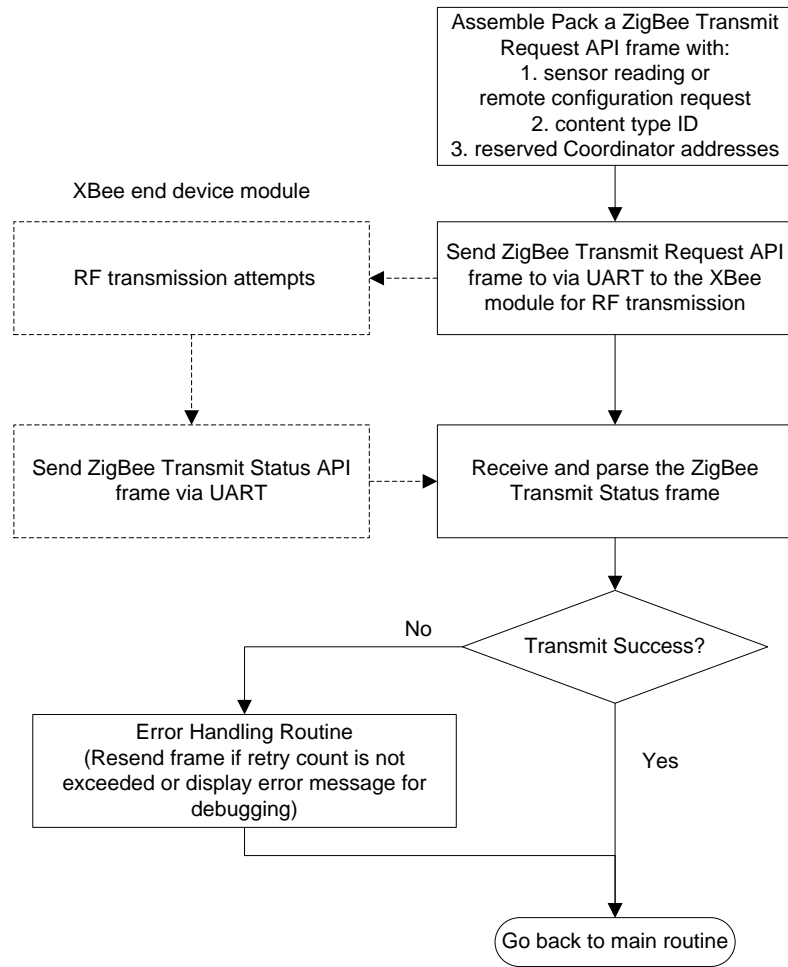 Assemble Pack a ZigBee Transmit
Request API frame with:
1. sensor reading or
remote configuration request
2. content type ID
3. reserved Coordinator addresses
XBee end device module
RF transmission attempts
Send ZigBee Transmit Request API
frame to via UART to the XBee
module for RF transmission
Send ZigBee Transmit Status API
frame via UART
Receive and parse the ZigBee
Transmit Status frame
Transmit Success?
No
Error Handling Routine
(Resend frame if retry count is not
exceeded or display error message for
debugging)
Yes
Go back to main routine